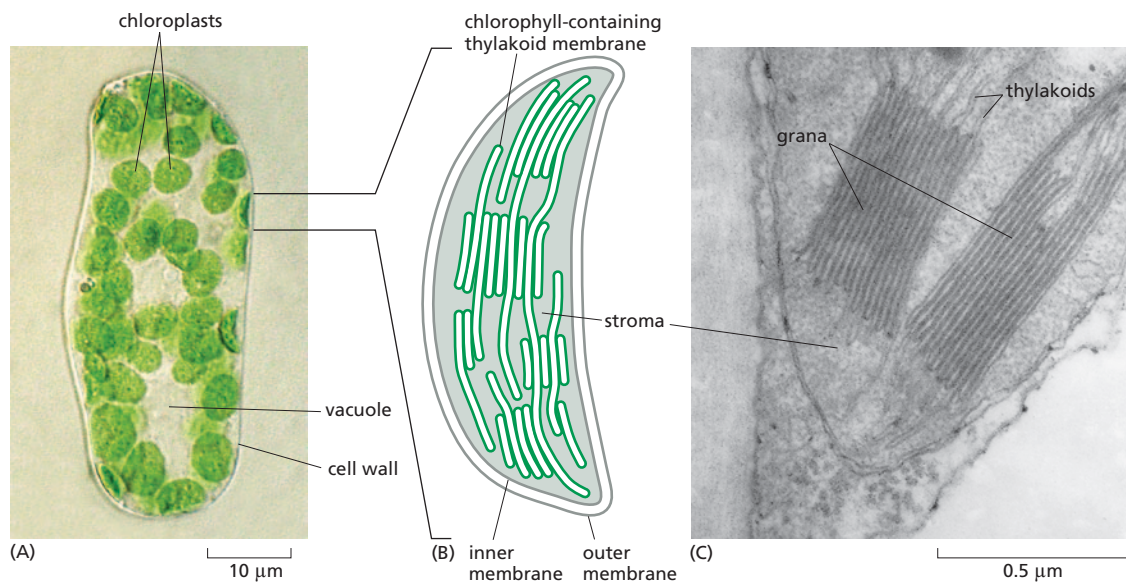 chloroplasts
vacuole
cell wall
(A)
10 μm
chlorophyll-containing
thylakoid membrane
stroma
(B)
inner
membrane
outer
membrane
thylakoids
grana
(C)
0.5 μm